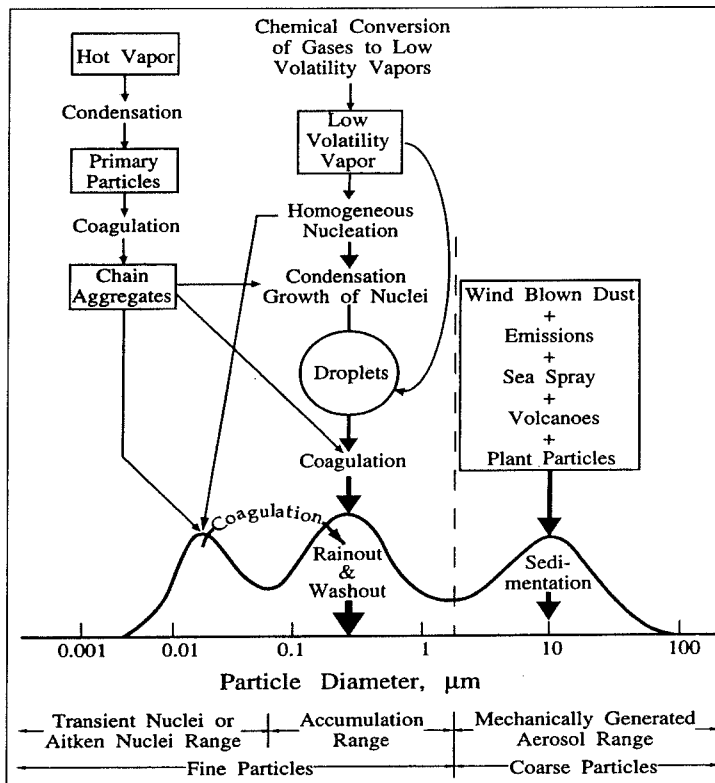 Hot Vapor
Condensation
Primary
Particles
Coagulation
Chain
Aggregates
Chemical Conversion
of Gases to Low
Volatility Vapors
Low
Volatility
Vapor
Homogeneous
Nucleation
Condensation
Growth of Nuclei
Droplets
Coagulation
Wind Blown Dust
+
Emissions
+
Sea Spray
+
Volcanoes
+
Plant Particles
Coagulation
Rainout
&
Washout
Sedi-
mentation
0.001 0.01 0.1 1 10 100
Particle Diameter, μm
Transient Nuclei or
Aitken Nuclei Range
Accumulation
Range
Mechanically Generated
Aerosol Range
Fine Particles
Coarse Particles